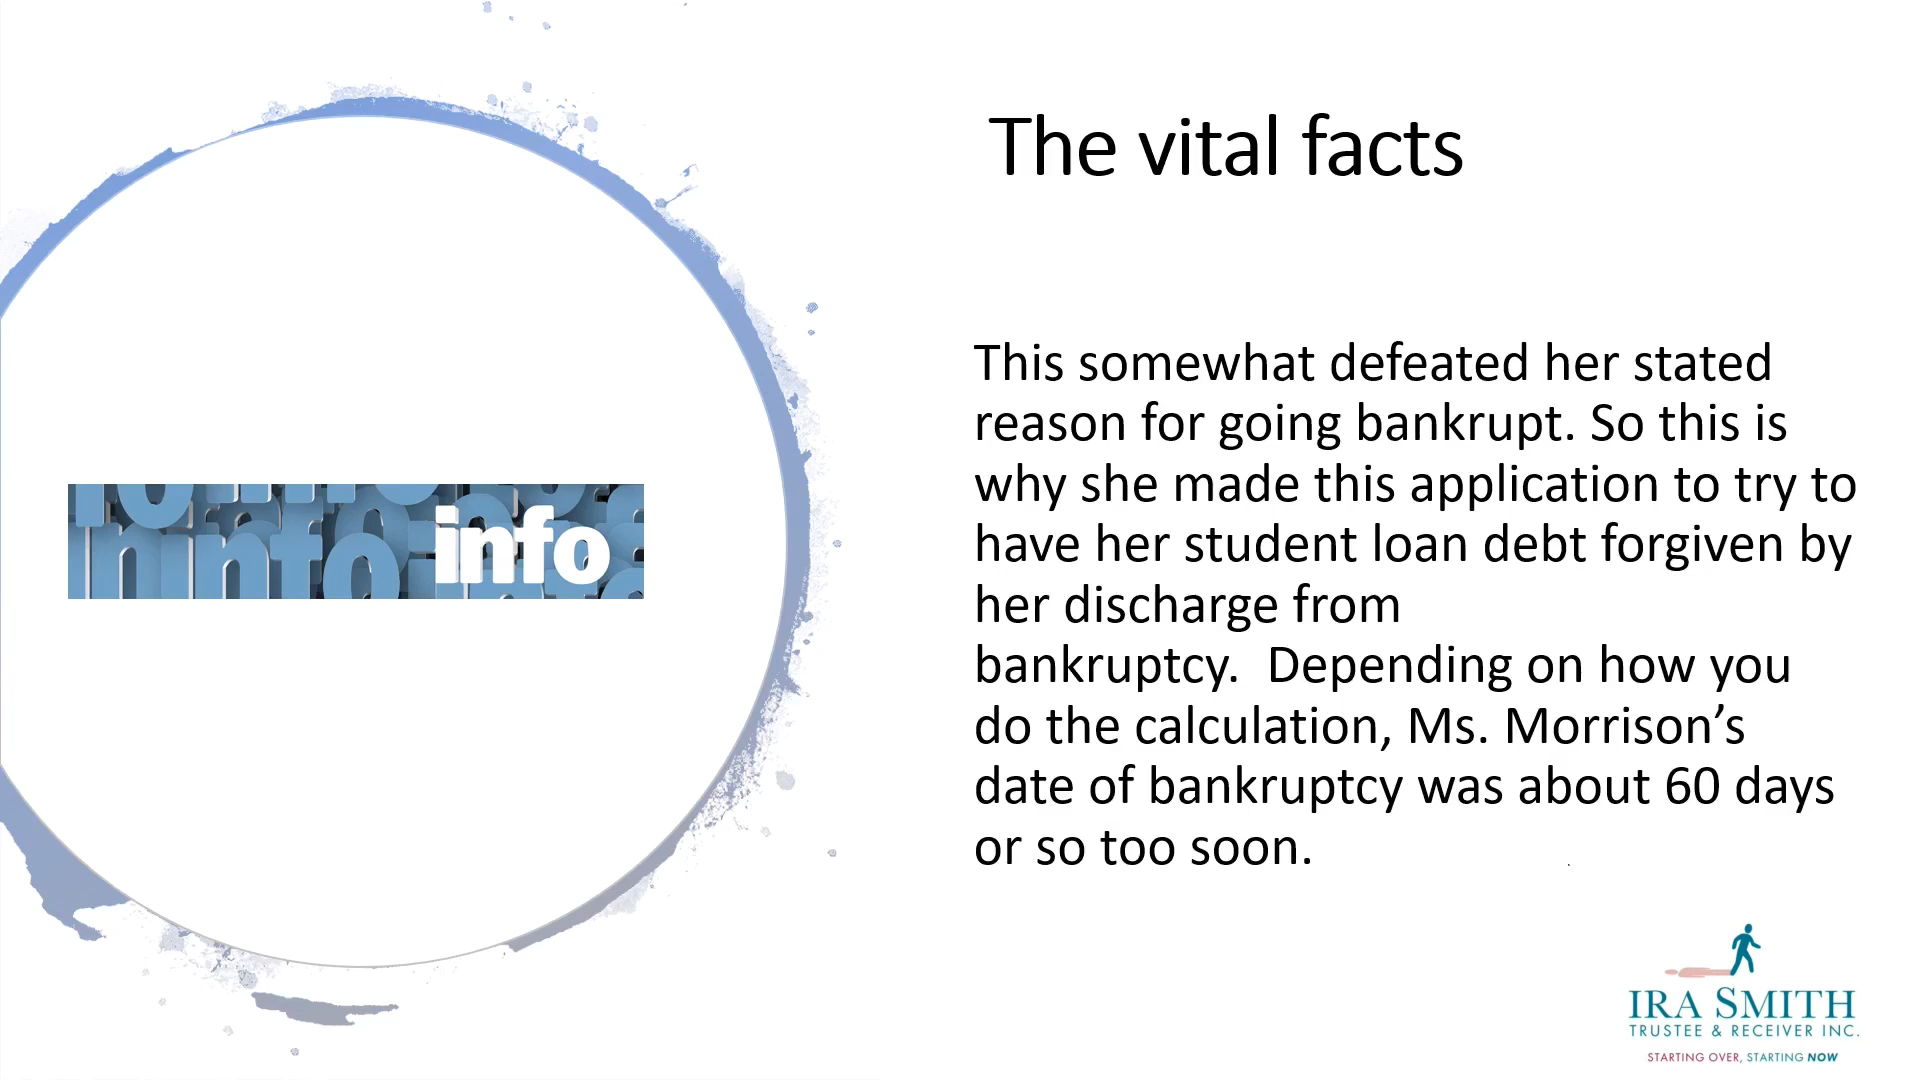 The vital facts
This somewhat defeated her stated
reason for going bankrupt. So this is
why she made this application to try to
have her student loan debt forgiven by
her discharge from
bankruptcy.  Depending on how you
do the calculation, Ms. Morrison’s
date of bankruptcy was about 60 days
or so too soon.
info
info
IRA SMITH
TRUSTEE & RECEIVER INC.
STARTING OVER, STARTING NOW